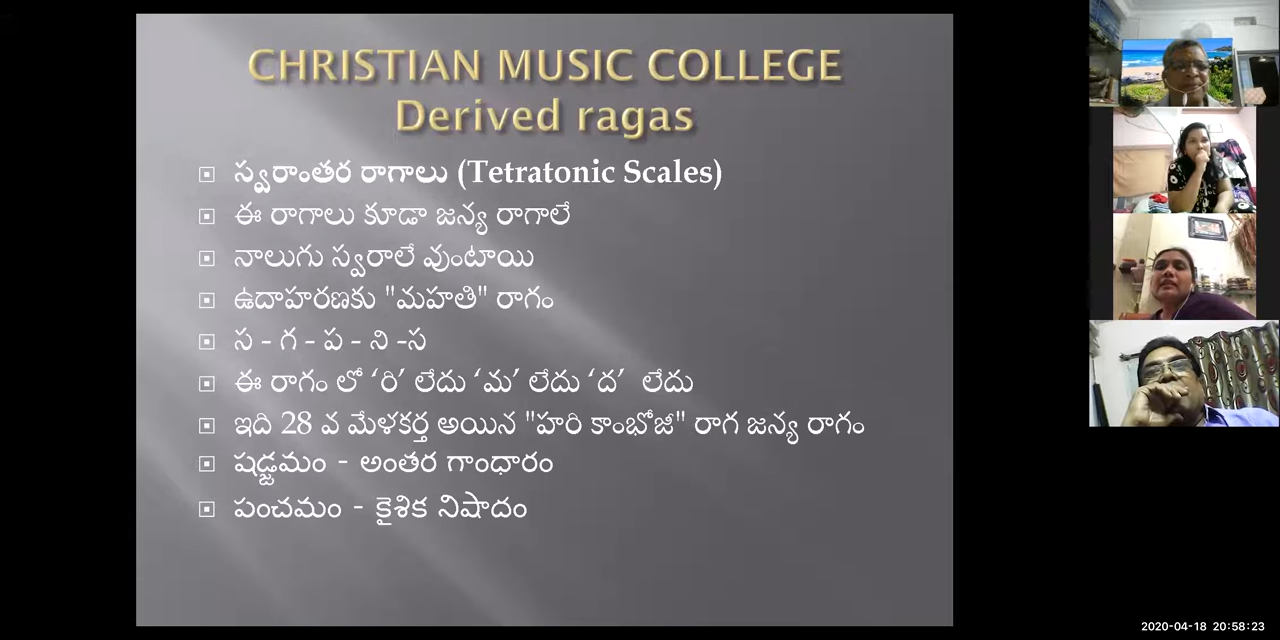 CHRISTIAN MUSIC COLLEGE
Derived ragas
స్వరాంతర రాగాలు (Tetratonic Scales)
ఈ రాగాలు కూడా జన్య రాగాలే
నాలుగు స్వరాలే వుంటాయి
ఉదాహరణకు "మహతి" రాగం
స - గ - ప - ని -స
ఈ రాగం లో ‘రి’ లేదు ‘మ’ లేదు ‘ద’ లేదు
ఇది 28 వ మేళకర్త అయిన "హరి కాంభోజీ" రాగ జన్య రాగం
షడ్జమం - అంతర గాంధారం
పంచమం - కైశిక నిషాదం
2020-04-18 20:58:23